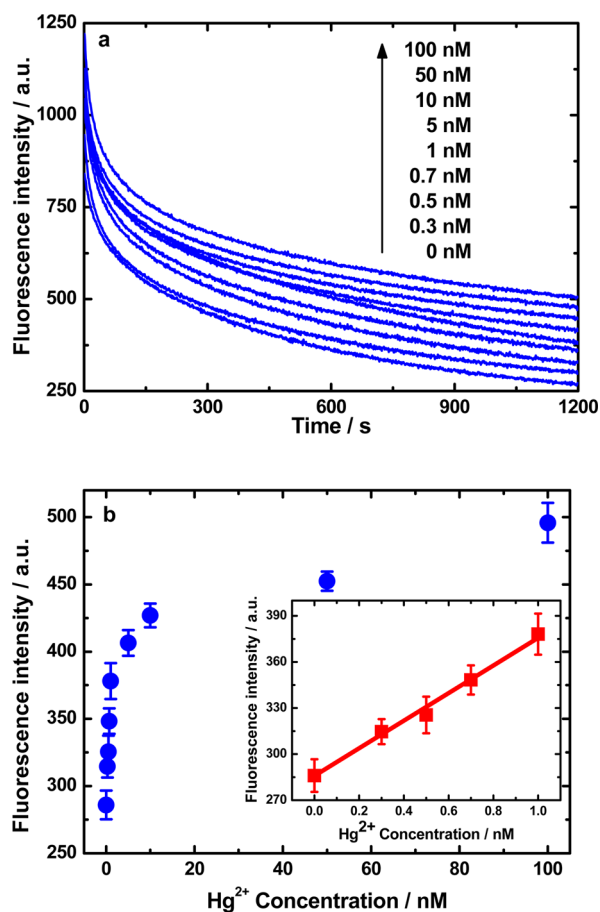 a
Fluorescence intensity / a.u.
1250
1000
750
500
250
100 nM
50 nM
10 nM
5 nM
1 nM
0.7 nM
0.5 nM
0.3 nM
0 nM
0 300 600 900 1200
Time / s
b
Fluorescence intensity / a.u.
500
450
400
350
300
250
Fluorescence intensity / a.u.
390
360
330
300
270
0.0 0.2 0.4 0.6 0.8 1.0
Hg2+ Concentration / nM
0 20 40 60 80 100
Hg2+ Concentration / nM